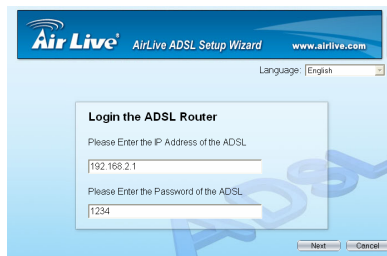 Air Live® AirLive ADSL Setup Wizard www.airlive.com
Language: English
Login the ADSL Router
Please Enter the IP Address of the ADSL
192.168.2.1
Please Enter the Password of the ADSL
1234
ADSL
Next Cancel